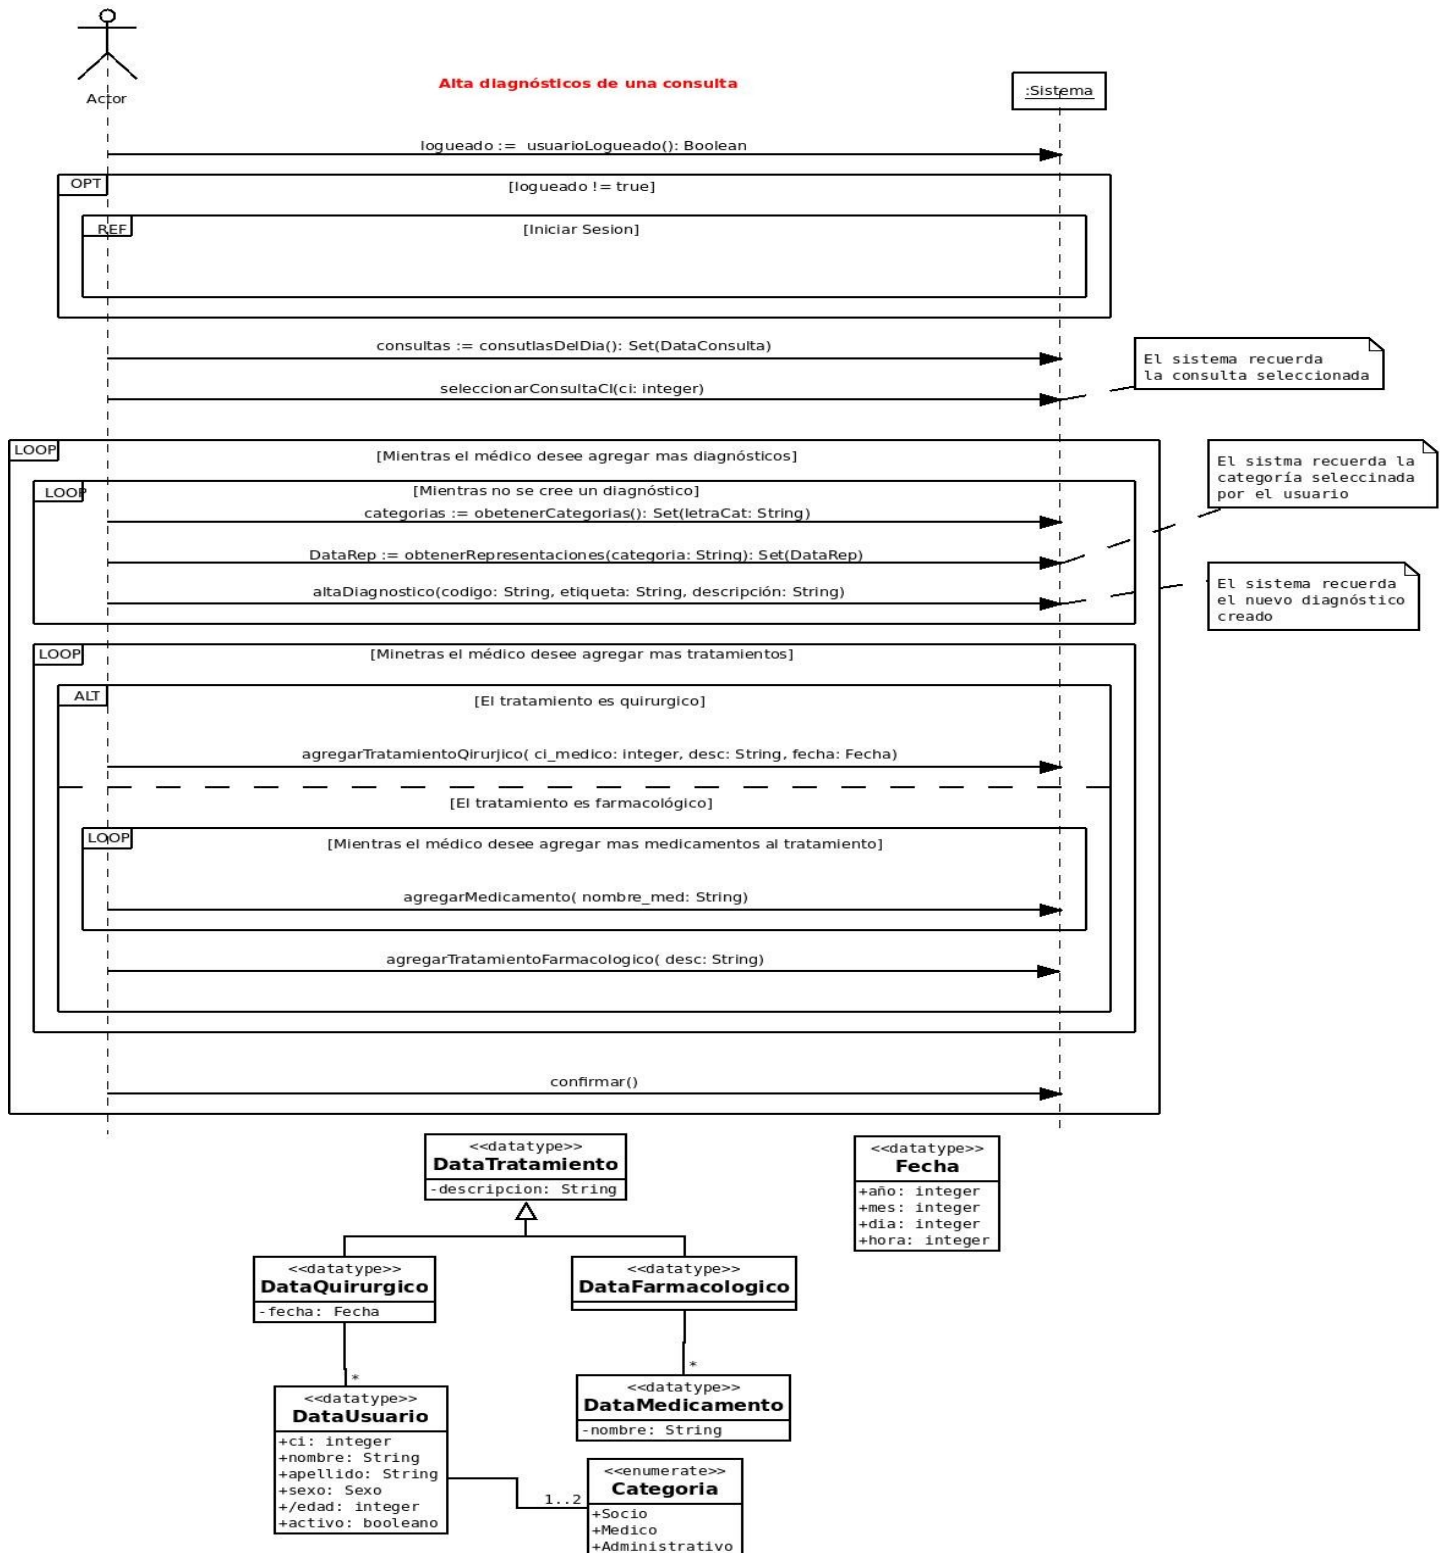 Alta diagnósticos de una consulta
:Sistema
Actor
logueado := usuarioLogueado(): Boolean
OPT
[logueado != true]
REF
[Iniciar Sesion]
consultas := consutlasDelDia(): Set(DataConsulta)
El sistema recuerda
la consulta seleccionada
seleccionarConsultaCI(ci: integer)
LOOP
[Mientras el médico desee agregar mas diagnósticos]
El sistma recuerda la
categoría seleccinada
por el usuario
LOOP
[Mientras no se cree un diagnóstico]
categorias := obetenerCategorias(): Set(letraCat: String)
DataRep := obtenerRepresentaciones(categoria: String): Set(DataRep)
El sistema recuerda
el nuevo diagnóstico
creado
altaDiagnostico(codigo: String, etiqueta: String, descripción: String)
LOOP
[Minetras el médico desee agregar mas tratamientos]
ALT
[El tratamiento es quirurgico]
agregarTratamientoQirurjico( ci_medico: integer, desc: String, fecha: Fecha)
[El tratamiento es farmacológico]
LOOP
[Mientras el médico desee agregar mas medicamentos al tratamiento]
agregarMedicamento( nombre_med: String)
agregarTratamientoFarmacologico( desc: String)
confirmar()
<<datatype>>
DataTratamiento
-descripcion: String
<<datatype>>
Fecha
+año: integer
+mes: integer
+dia: integer
+hora: integer
<<datatype>>
DataQuirurgico
-fecha: Fecha
<<datatype>>
DataFarmacologico
*
*
<<datatype>>
DataUsuario
+ci: integer
+nombre: String
+apellido: String
+sexo: Sexo
+/edad: integer
+activo: booleano
<<datatype>>
DataMedicamento
-nombre: String
1..2
<<enumerate>>
Categoria
+Socio
+Medico
+Administrativo